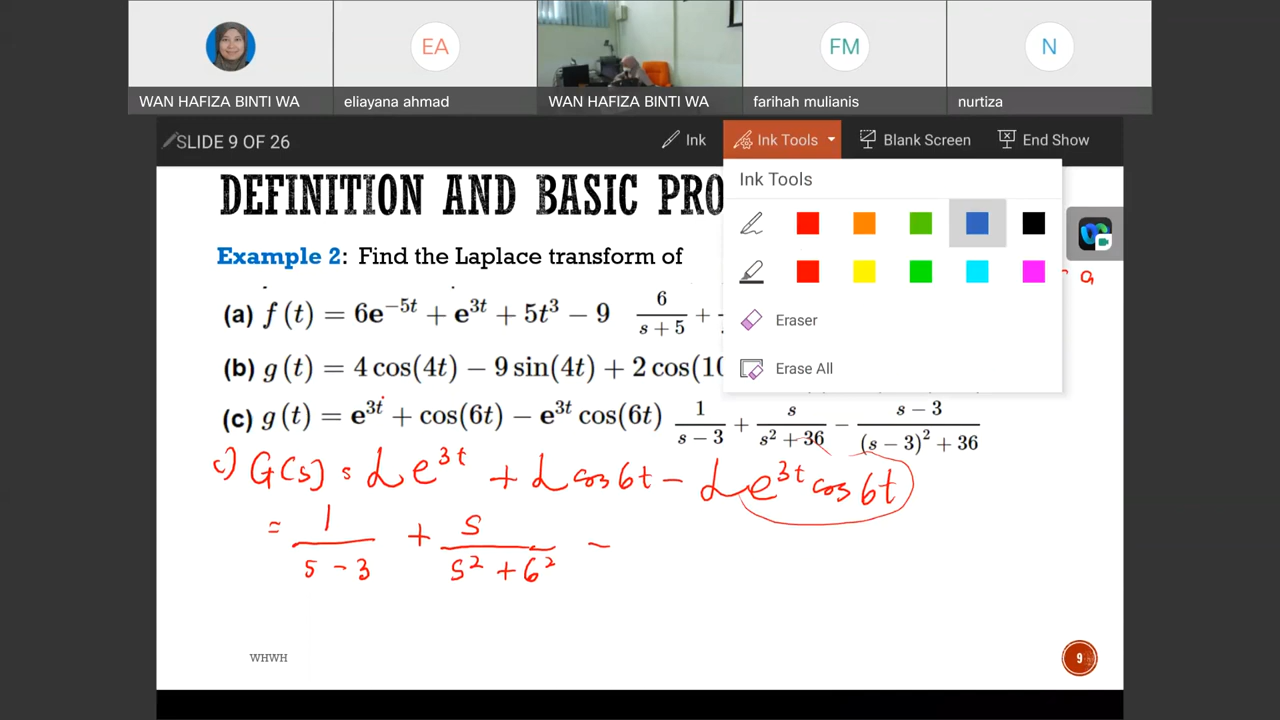 EA
FM
N
WAN HAFIZA BINTI WA
eliayana ahmad
WAN HAFIZA BINTI WA
farihah mulianis
nurtiza
SLIDE 9 OF 26
Ink
Ink Tools
Blank Screen
End Show
Ink Tools
Eraser
Erase All
DEFINITION AND BASIC PRO
Example 2: Find the Laplace transform of
a
(a) f(t) = 6e^{-5t} + e^{3t} + 5t^3 − 9   6/(s + 5) +
(b) g(t) = 4 cos(4t) − 9 sin(4t) + 2 cos(10
(c) g(t) = e^{3t} + cos(6t) − e^{3t} cos(6t)   1/(s − 3) + s/(s^2 + 36) − (s − 3)/((s − 3)^2 + 36)
c) G(s) = ℒe^{3t} + ℒcos6t − ℒe^{3t} cos 6t
= 1/(s − 3) + s/(s^2 + 6^2) −
WHWH
9